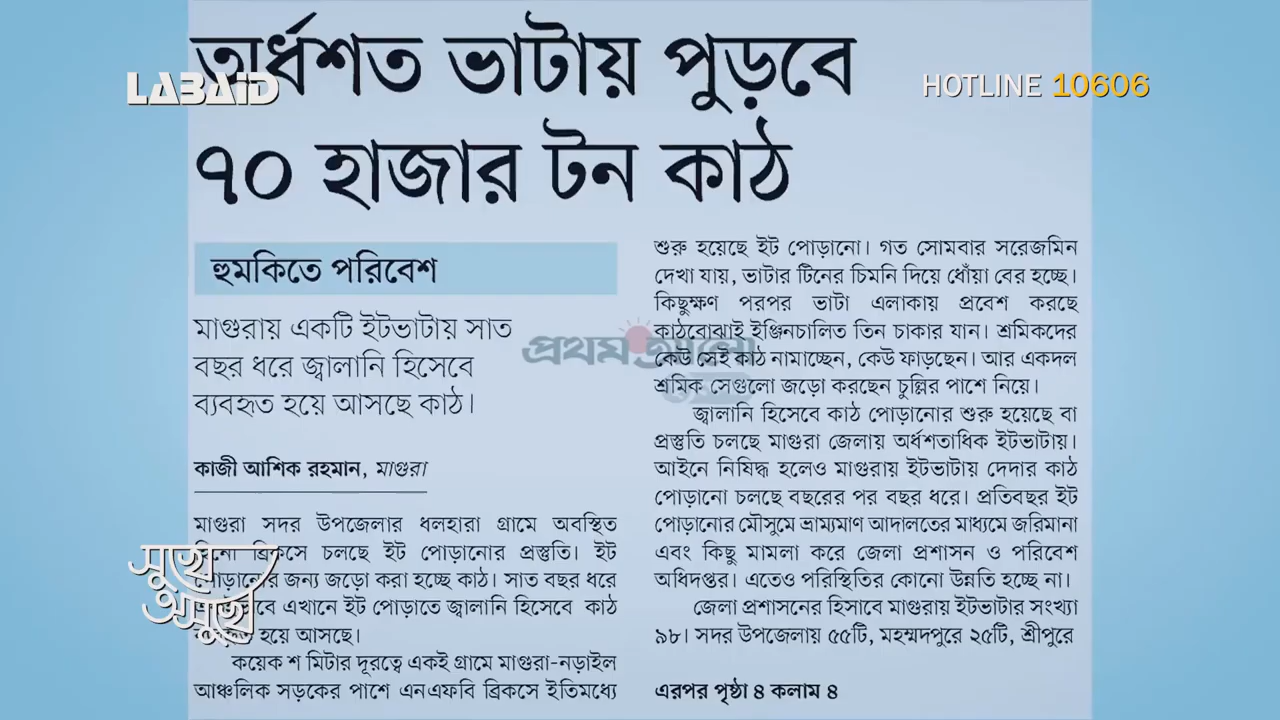 LABAID
HOTLINE 10606
অর্ধশত ভাটায় পুড়বে
৭০ হাজার টন কাঠ
হুমকিতে পরিবেশ
মাগুরায় একটি ইটভাটায় সাত
বছর ধরে জ্বালানি হিসেবে
ব্যবহৃত হয়ে আসছে কাঠ।
কাজী আশিক রহমান, মাগুরা
মাগুরা সদর উপজেলার ধলহারা গ্রামে অবস্থিত
ব্রিকসে চলছে ইট পোড়ানোর প্রস্তুতি। ইট
পোড়ানোর জন্য জড়ো করা হচ্ছে কাঠ। সাত বছর ধরে
এখানে ইট পোড়াতে জ্বালানি হিসেবে কাঠ
হয়ে আসছে।
কয়েক শ মিটার দূরত্বে একই গ্রামে মাগুরা-নড়াইল
আঞ্চলিক সড়কের পাশে এনএফবি ব্রিকসে ইতিমধ্যে
শুরু হয়েছে ইট পোড়ানো। গত সোমবার সরেজমিন
দেখা যায়, ভাটার টিনের চিমনি দিয়ে ধোঁয়া বের হচ্ছে।
কিছুক্ষণ পরপর ভাটা এলাকায় প্রবেশ করছে
কাঠবোঝাই ইঞ্জিনচালিত তিন চাকার যান। শ্রমিকদের
কেউ সেই কাঠ নামাচ্ছেন, কেউ ফাড়ছেন। আর একদল
শ্রমিক সেগুলো জড়ো করছেন চুল্লির পাশে নিয়ে।
জ্বালানি হিসেবে কাঠ পোড়ানোর শুরু হয়েছে বা
প্রস্তুতি চলছে মাগুরা জেলায় অর্ধশতাধিক ইটভাটায়।
আইনে নিষিদ্ধ হলেও মাগুরায় ইটভাটায় দেদার কাঠ
পোড়ানো চলছে বছরের পর বছর ধরে। প্রতিবছর ইট
পোড়ানোর মৌসুমে ভ্রাম্যমাণ আদালতের মাধ্যমে জরিমানা
এবং কিছু মামলা করে জেলা প্রশাসন ও পরিবেশ
অধিদপ্তর। এতেও পরিস্থিতির কোনো উন্নতি হচ্ছে না।
জেলা প্রশাসনের হিসাবে মাগুরায় ইটভাটার সংখ্যা
৯৮। সদর উপজেলায় ৫৫টি, মহম্মদপুরে ২৫টি, শ্রীপুরে
এরপর পৃষ্ঠা ৪ কলাম ৪
প্রথম আলো
সুখে
অসুখে